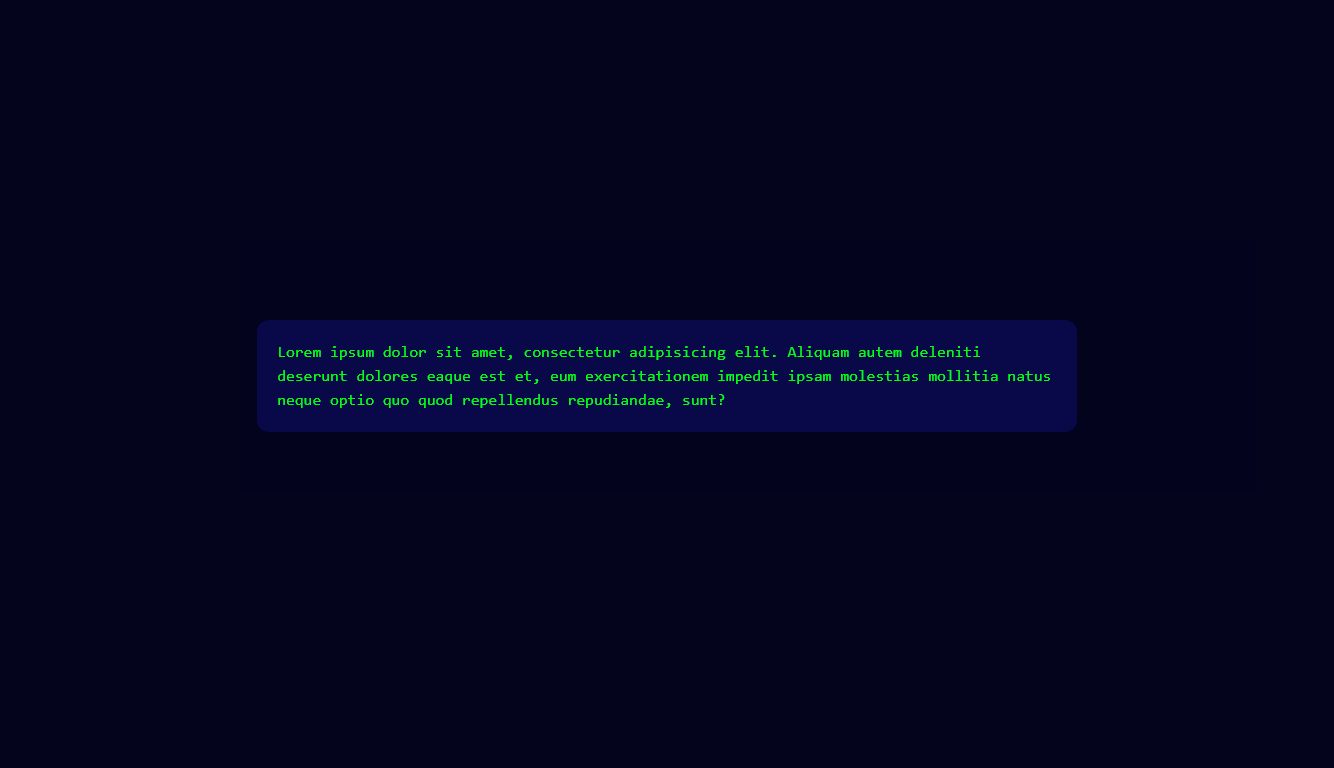 Lorem ipsum dolor sit amet, consectetur adipisicing elit. Aliquam autem deleniti
deserunt dolores eaque est et, eum exercitationem impedit ipsam molestias mollitia natus
neque optio quo quod repellendus repudiandae, sunt?